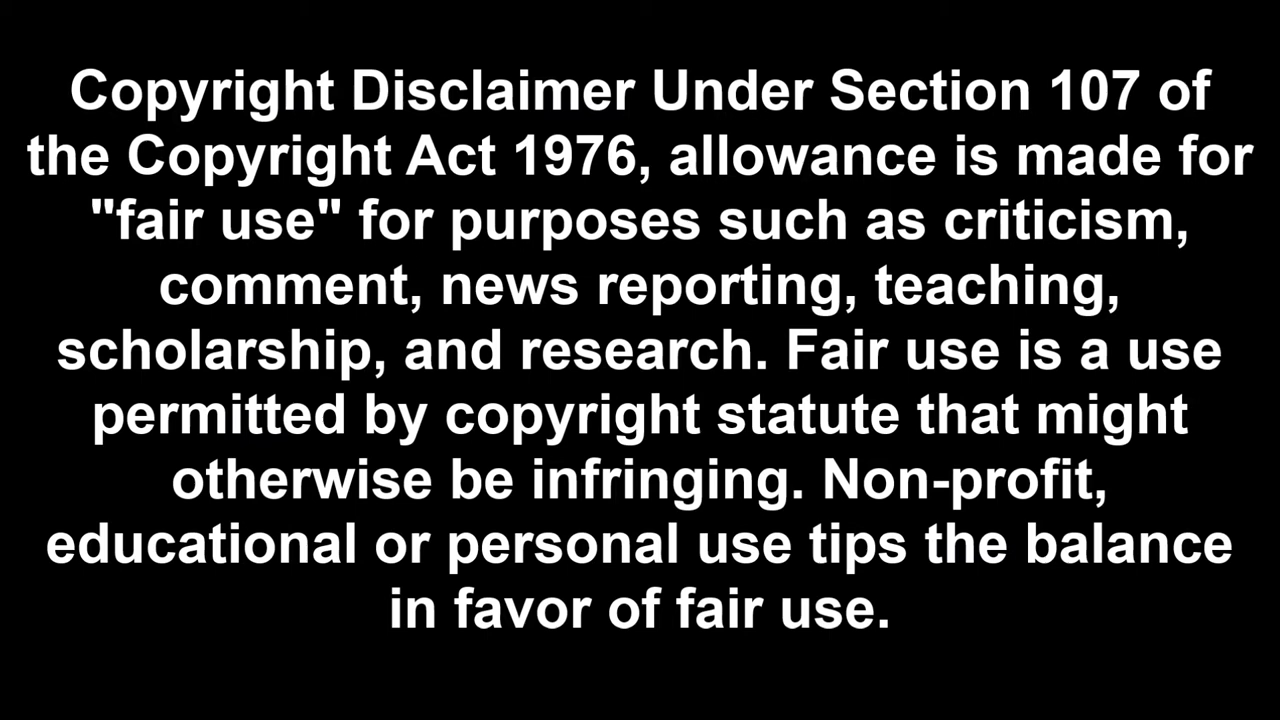 Copyright Disclaimer Under Section 107 of
the Copyright Act 1976, allowance is made for
"fair use" for purposes such as criticism,
comment, news reporting, teaching,
scholarship, and research. Fair use is a use
permitted by copyright statute that might
otherwise be infringing. Non-profit,
educational or personal use tips the balance
in favor of fair use.